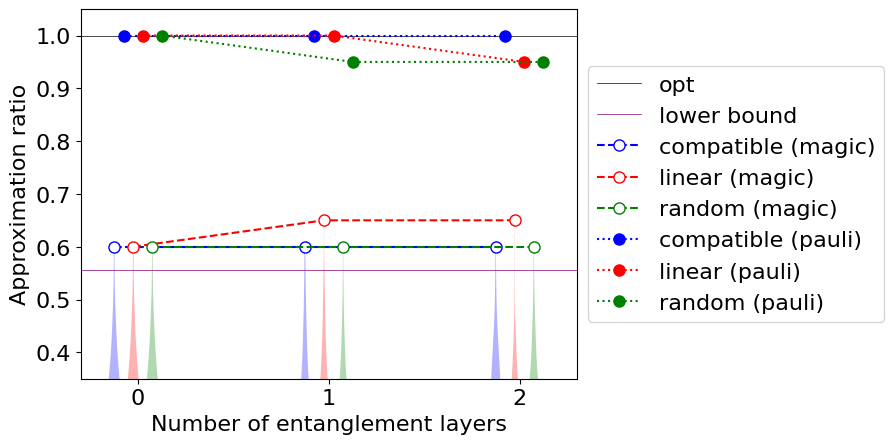 Approximation ratio
1.0
0.9
0.8
0.7
0.6
0.5
0.4
0
1
2
Number of entanglement layers
opt
lower bound
compatible (magic)
linear (magic)
random (magic)
compatible (pauli)
linear (pauli)
random (pauli)